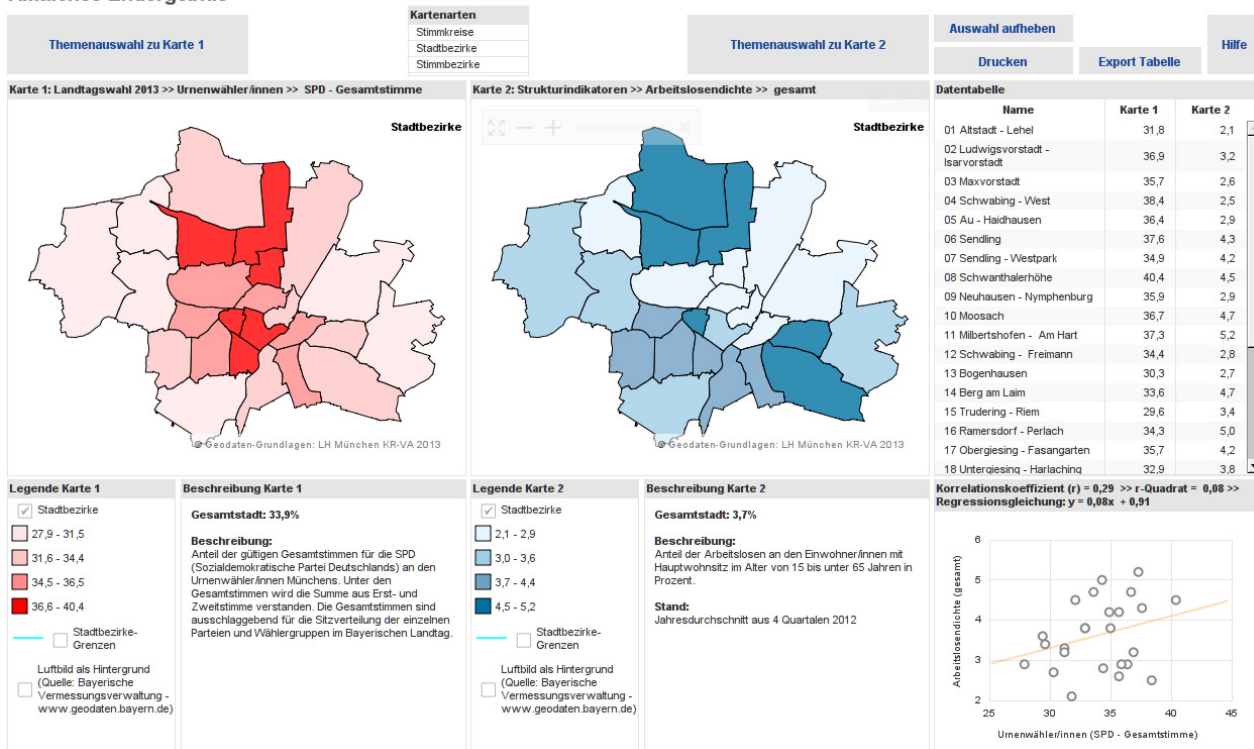 Themenauswahl zu Karte 1
Kartenarten
Stimmkreise
Stadtbezirke
Stimmbezirke
Themenauswahl zu Karte 2
Auswahl aufheben
Drucken
Export Tabelle
Hilfe
Karte 1: Landtagswahl 2013 >> Urnenwähler/innen >> SPD - Gesamtstimme
Stadtbezirke
© Geodaten-Grundlagen: LH München KR-VA 2013
Karte 2: Strukturindikatoren >> Arbeitslosendichte >> gesamt
Stadtbezirke
© Geodaten-Grundlagen: LH München KR-VA 2013
Datentabelle
Name Karte 1 Karte 2
01 Altstadt - Lehel 31,8 2,1
02 Ludwigsvorstadt -
Isarvorstadt 36,9 3,2
03 Maxvorstadt 35,7 2,6
04 Schwabing - West 38,4 2,5
05 Au - Haidhausen 36,4 2,9
06 Sendling 37,6 4,3
07 Sendling - Westpark 34,9 4,2
08 Schwanthalerhöhe 40,4 4,5
09 Neuhausen - Nymphenburg 35,9 2,9
10 Moosach 36,7 4,7
11 Milbertshofen - Am Hart 37,3 5,2
12 Schwabing - Freimann 34,4 2,8
13 Bogenhausen 30,3 2,7
14 Berg am Laim 33,6 4,7
15 Trudering - Riem 29,6 3,4
16 Ramersdorf - Perlach 34,3 5,0
17 Obergiesing - Fasangarten 35,7 4,2
18 Untergiesing - Harlaching 32,9 3,8
Legende Karte 1
Stadtbezirke
27,9 - 31,5
31,6 - 34,4
34,5 - 36,5
36,6 - 40,4
Stadtbezirke-
Grenzen
Luftbild als Hintergrund
(Quelle: Bayerische
Vermessungsverwaltung -
www.geodaten.bayern.de)
Beschreibung Karte 1
Gesamtstadt: 33,9%
Beschreibung:
Anteil der gültigen Gesamtstimmen für die SPD
(Sozialdemokratische Partei Deutschlands) an den
Urnenwähler/innen Münchens. Unter den
Gesamtstimmen wird die Summe aus Erst- und
Zweitstimme verstanden. Die Gesamtstimmen sind
ausschlaggebend für die Sitzverteilung der einzelnen
Parteien und Wählergruppen im Bayerischen Landtag.
Legende Karte 2
Stadtbezirke
2,1 - 2,9
3,0 - 3,6
3,7 - 4,4
4,5 - 5,2
Stadtbezirke-
Grenzen
Luftbild als Hintergrund
(Quelle: Bayerische
Vermessungsverwaltung -
www.geodaten.bayern.de)
Beschreibung Karte 2
Gesamtstadt: 3,7%
Beschreibung:
Anteil der Arbeitslosen an den Einwohner/innen mit
Hauptwohnsitz im Alter von 15 bis unter 65 Jahren in
Prozent.
Stand:
Jahresdurchschnitt aus 4 Quartalen 2012
Korrelationskoeffizient (r) = 0,29 >> r-Quadrat = 0,08 >>
Regressionsgleichung: y = 0,08x + 0,91
Arbeitslosendichte (gesamt)
6
5
4
3
2
25 30 35 40 45
Urnenwähler/innen (SPD - Gesamtstimme)